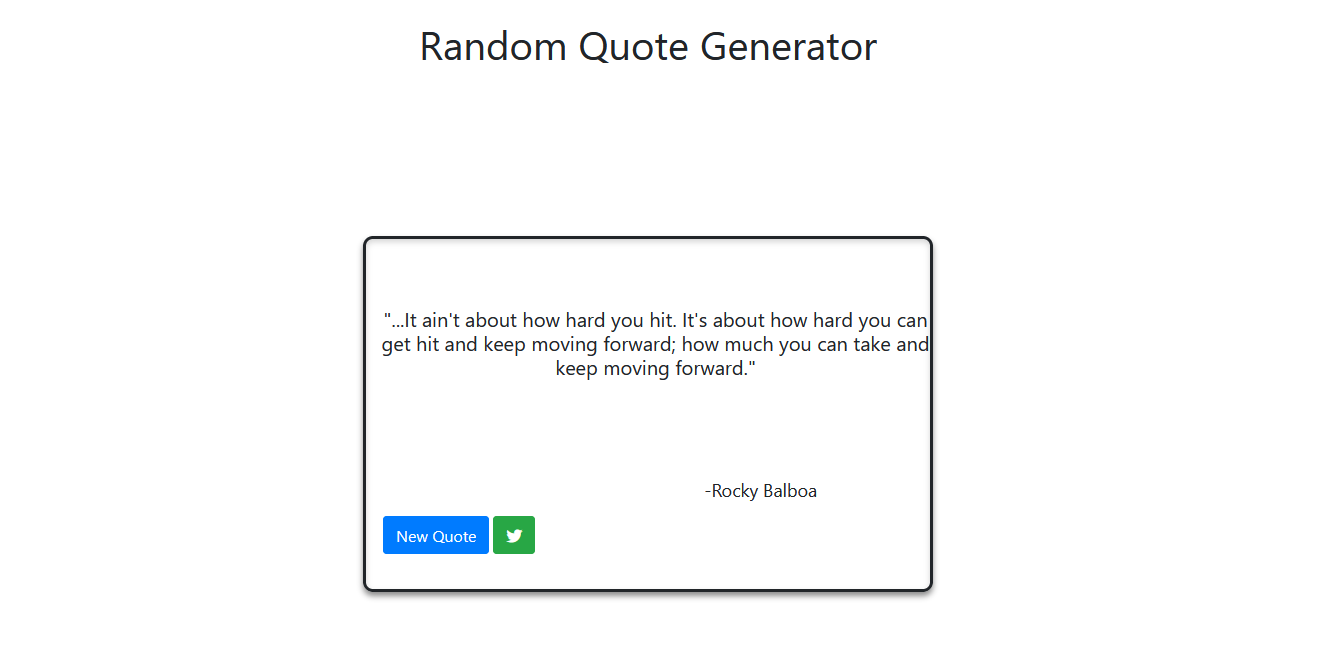 Random Quote Generator
"...It ain't about how hard you hit. It's about how hard you can
get hit and keep moving forward; how much you can take and
keep moving forward."
-Rocky Balboa
New Quote